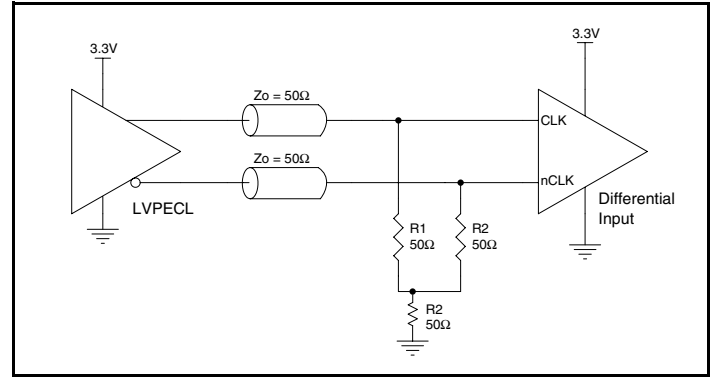 3.3V
3.3V
Zo = 50Ω
CLK
Zo = 50Ω
nCLK
LVPECL
Differential
Input
R1
50Ω
R2
50Ω
R2
50Ω